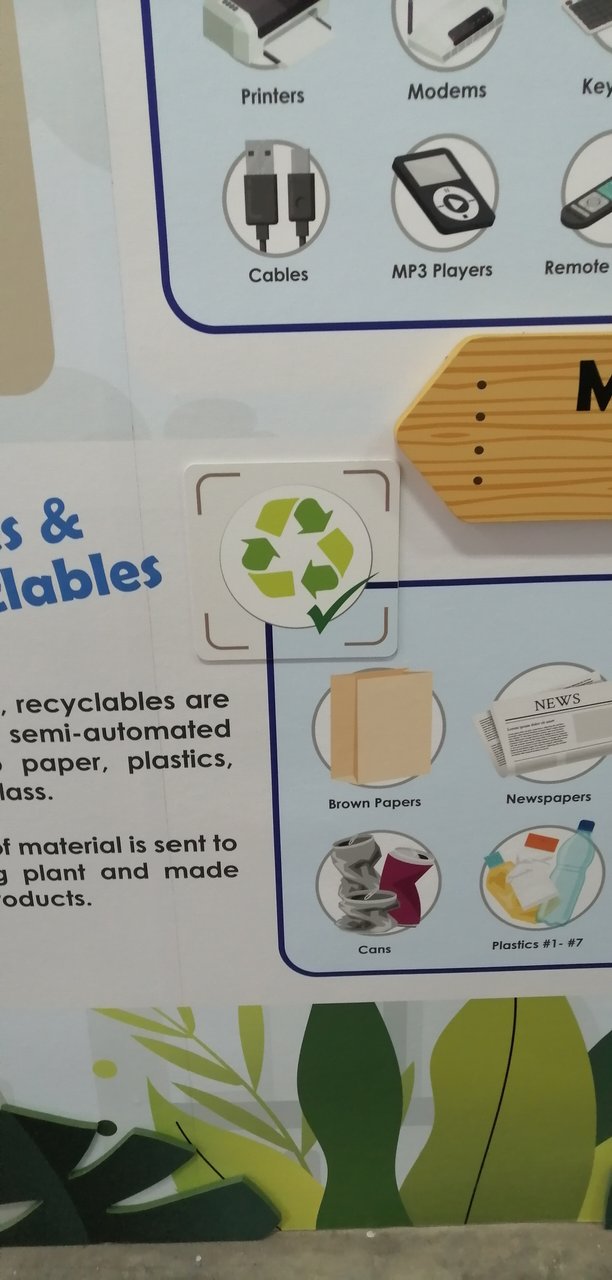 Printers
Modems
Key
Cables
MP3 Players
Remote
M
s &
clables
, recyclables are
semi-automated
paper, plastics,
lass.
of material is sent to
g plant and made
roducts.
NEWS
Brown Papers
Newspapers
Cans
Plastics #1- #7